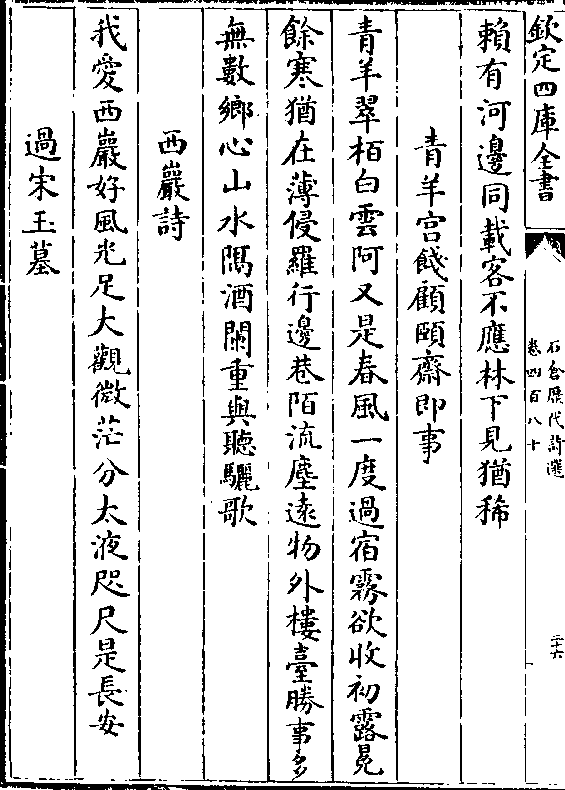 欽定四庫全書
石倉歷代詩選
卷四百八十
二十六
賴有河邊同載客不應林下見猶稀
青羊宫餞顧頤齋即事
青羊翠栢白雲阿又是春風一度過宿霧欲收初露冕
餘寒猶在薄侵羅行邊巷陌流塵遠物外樓臺勝事多
無數鄉心山水隅酒闌重與聽驪歌
西巖詩
我愛西巖好風光足大觀微茫分太液咫尺是長安
過宋玉墓